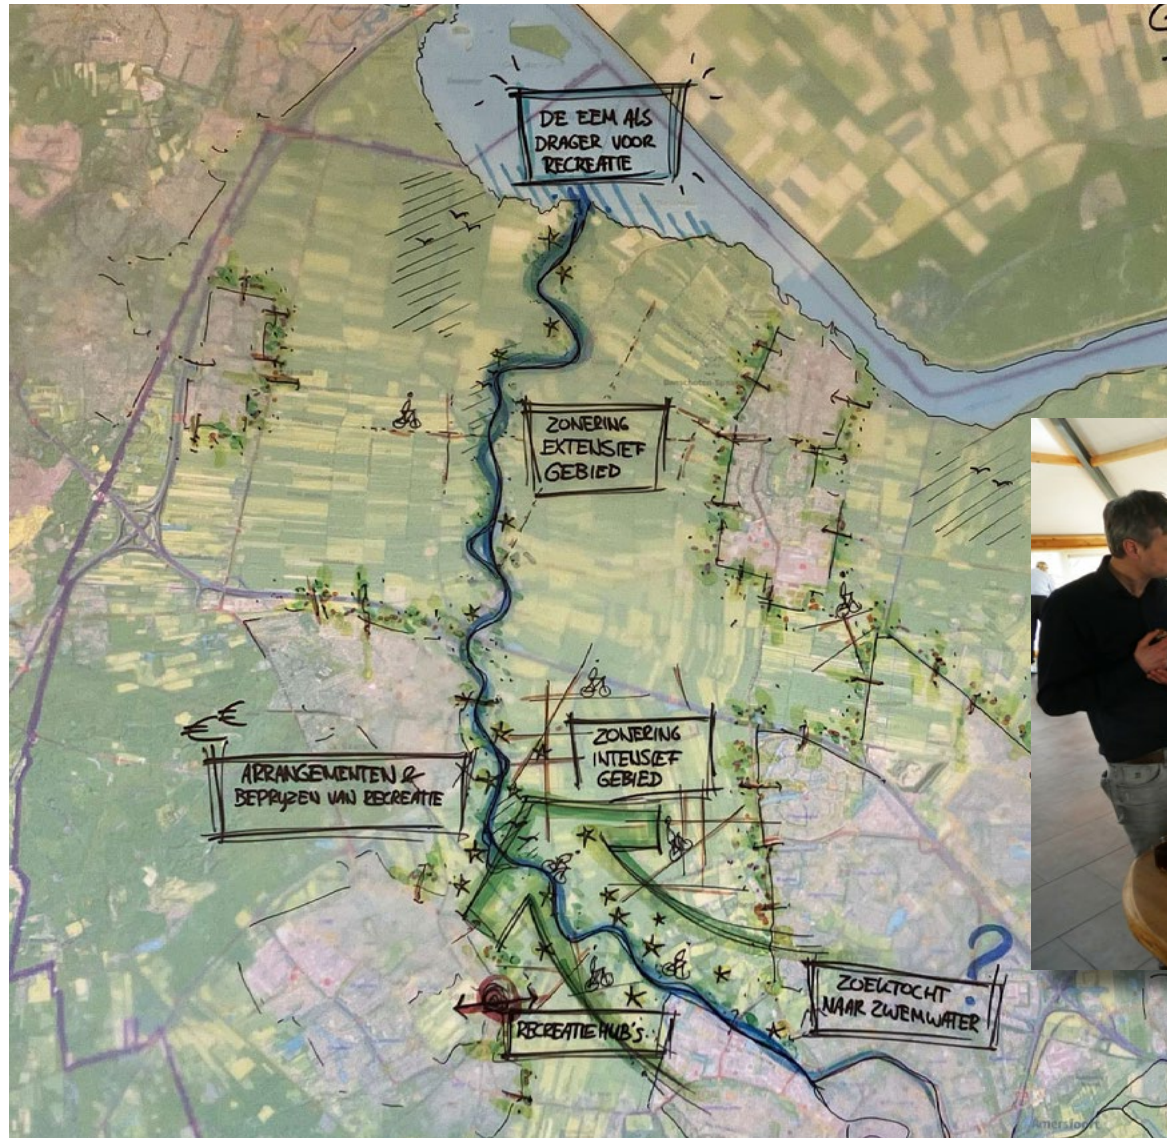 DE EEM ALS
DRAGER VOOR
RECREATIE
ZONERING
EXTENSIEF
GEBIED
ZONERING
INTENSIEF
GEBIED
ARRANGEMENTEN &
BEPRIJZEN VAN RECREATIE
€ €
?
ZOEKTOCHT
NAAR ZWEMWATER
RECREATIEHUB'S
Amersfoort